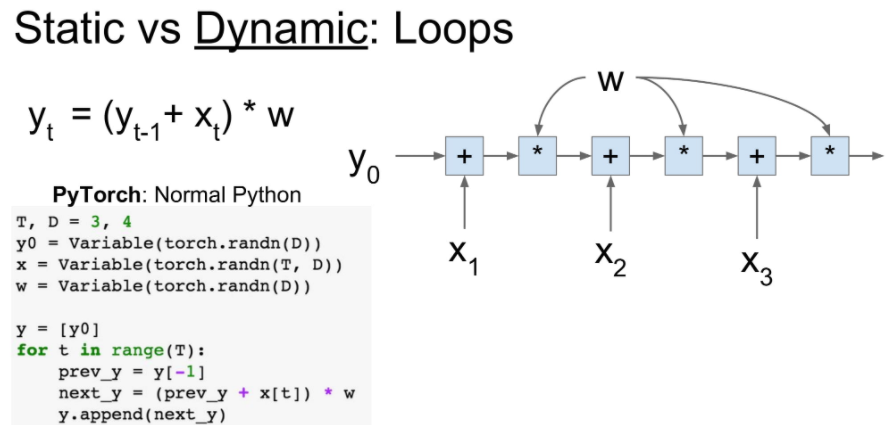 Static vs Dynamic: Loops
y_t = (y_{t-1} + x_t) * w
PyTorch: Normal Python
T, D = 3, 4
y0 = Variable(torch.randn(D))
x = Variable(torch.randn(T, D))
w = Variable(torch.randn(D))
y = [y0]
for t in range(T):
    prev_y = y[-1]
    next_y = (prev_y + x[t]) * w
    y.append(next_y)
w
y_0 + * + * + *
x_1 x_2 x_3